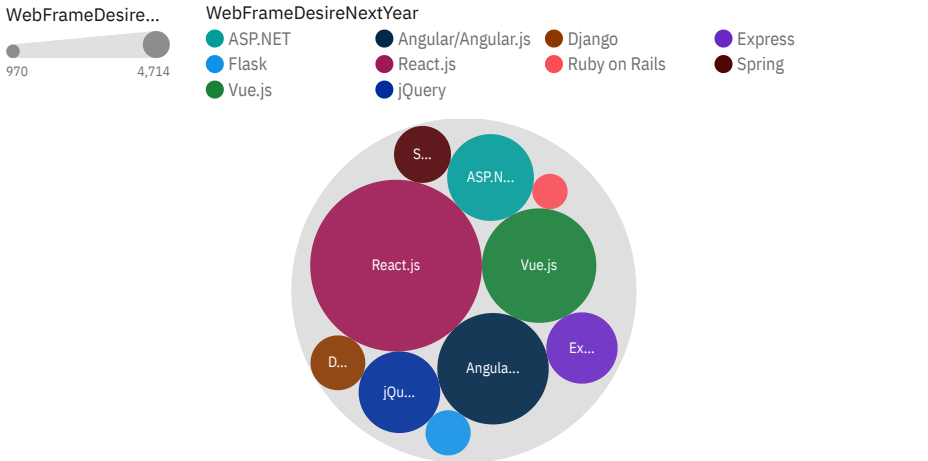 WebFrameDesire...
970 4,714
WebFrameDesireNextYear
ASP.NET Angular/Angular.js Django Express
Flask React.js Ruby on Rails Spring
Vue.js jQuery
S...
ASP.N...
React.js
Vue.js
Ex...
D...
Angula...
jQu...